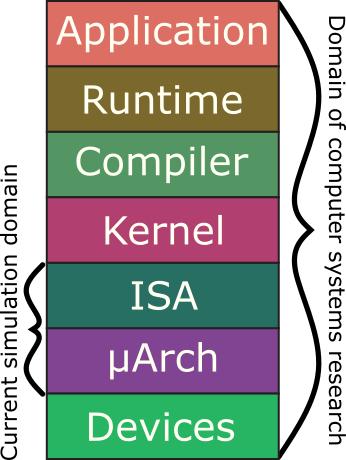 Application
Runtime
Compiler
Kernel
ISA
µArch
Devices
Current simulation domain
Domain of computer systems research